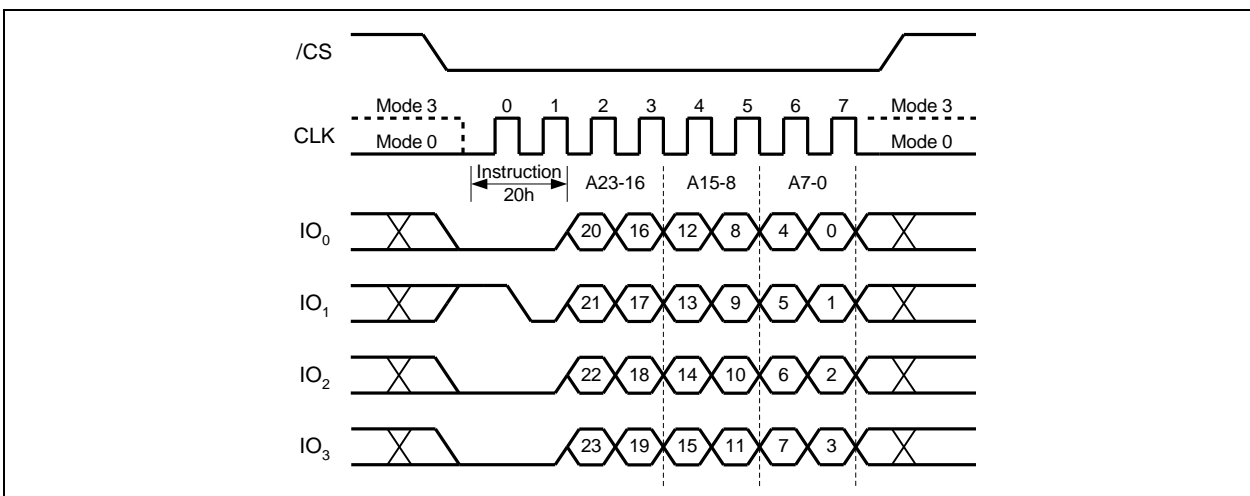 /CS
Mode 3 0 1 2 3 4 5 6 7 Mode 3
CLK
Mode 0 Mode 0
Instruction
20h
A23-16 A15-8 A7-0
IO0 20 16 12 8 4 0
IO1 21 17 13 9 5 1
IO2 22 18 14 10 6 2
IO3 23 19 15 11 7 3